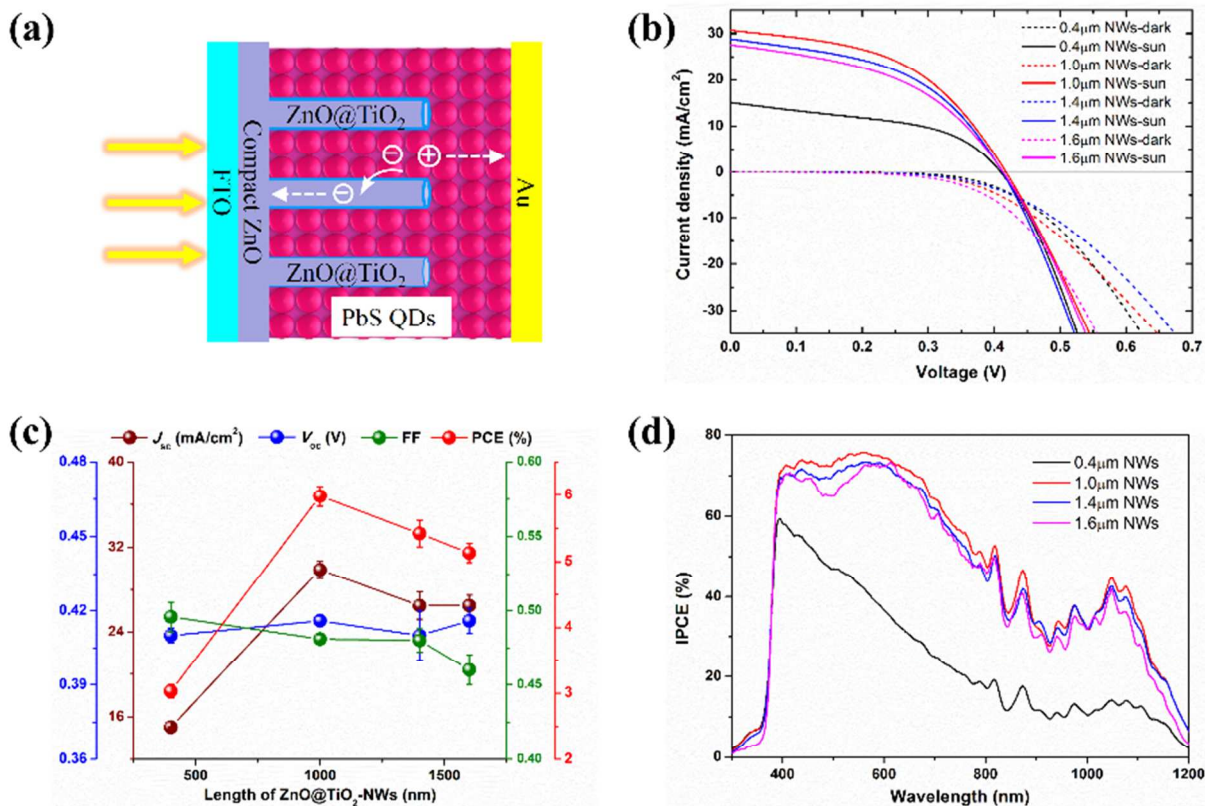 (a)
FTO
Compact ZnO
ZnO@TiO2
ZnO@TiO2
PbS QDs
Au
(b)
Current density (mA/cm²)
30
20
10
0
-10
-20
-30
0.0 0.1 0.2 0.3 0.4 0.5 0.6 0.7
Voltage (V)
0.4μm NWs-dark
0.4μm NWs-sun
1.0μm NWs-dark
1.0μm NWs-sun
1.4μm NWs-dark
1.4μm NWs-sun
1.6μm NWs-dark
1.6μm NWs-sun
(c)
Jsc (mA/cm²) Voc (V) FF PCE (%)
0.48
0.45
0.42
0.39
0.36
40
32
24
16
0.60
0.55
0.50
0.45
0.40
6
5
4
3
2
500 1000 1500
Length of ZnO@TiO2-NWs (nm)
(d)
IPCE (%)
80
60
40
20
0
400 600 800 1000 1200
Wavelength (nm)
0.4μm NWs
1.0μm NWs
1.4μm NWs
1.6μm NWs